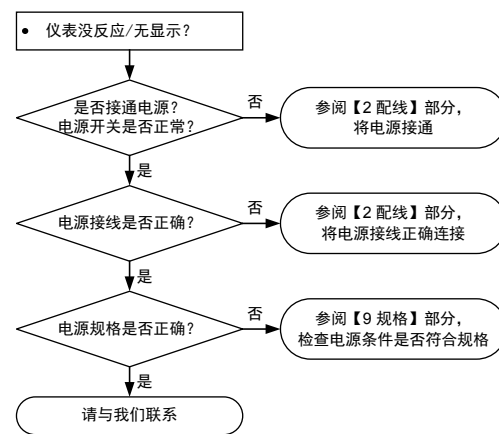 ● 仪表没反应/无显示？
是否接通电源？
电源开关是否正常？
否
参阅【2 配线】部分，
将电源接通
是
电源接线是否正确？
否
参阅【2 配线】部分，
将电源接线正确连接
是
电源规格是否正确？
否
参阅【9 规格】部分，
检查电源条件是否符合规格
是
请与我们联系